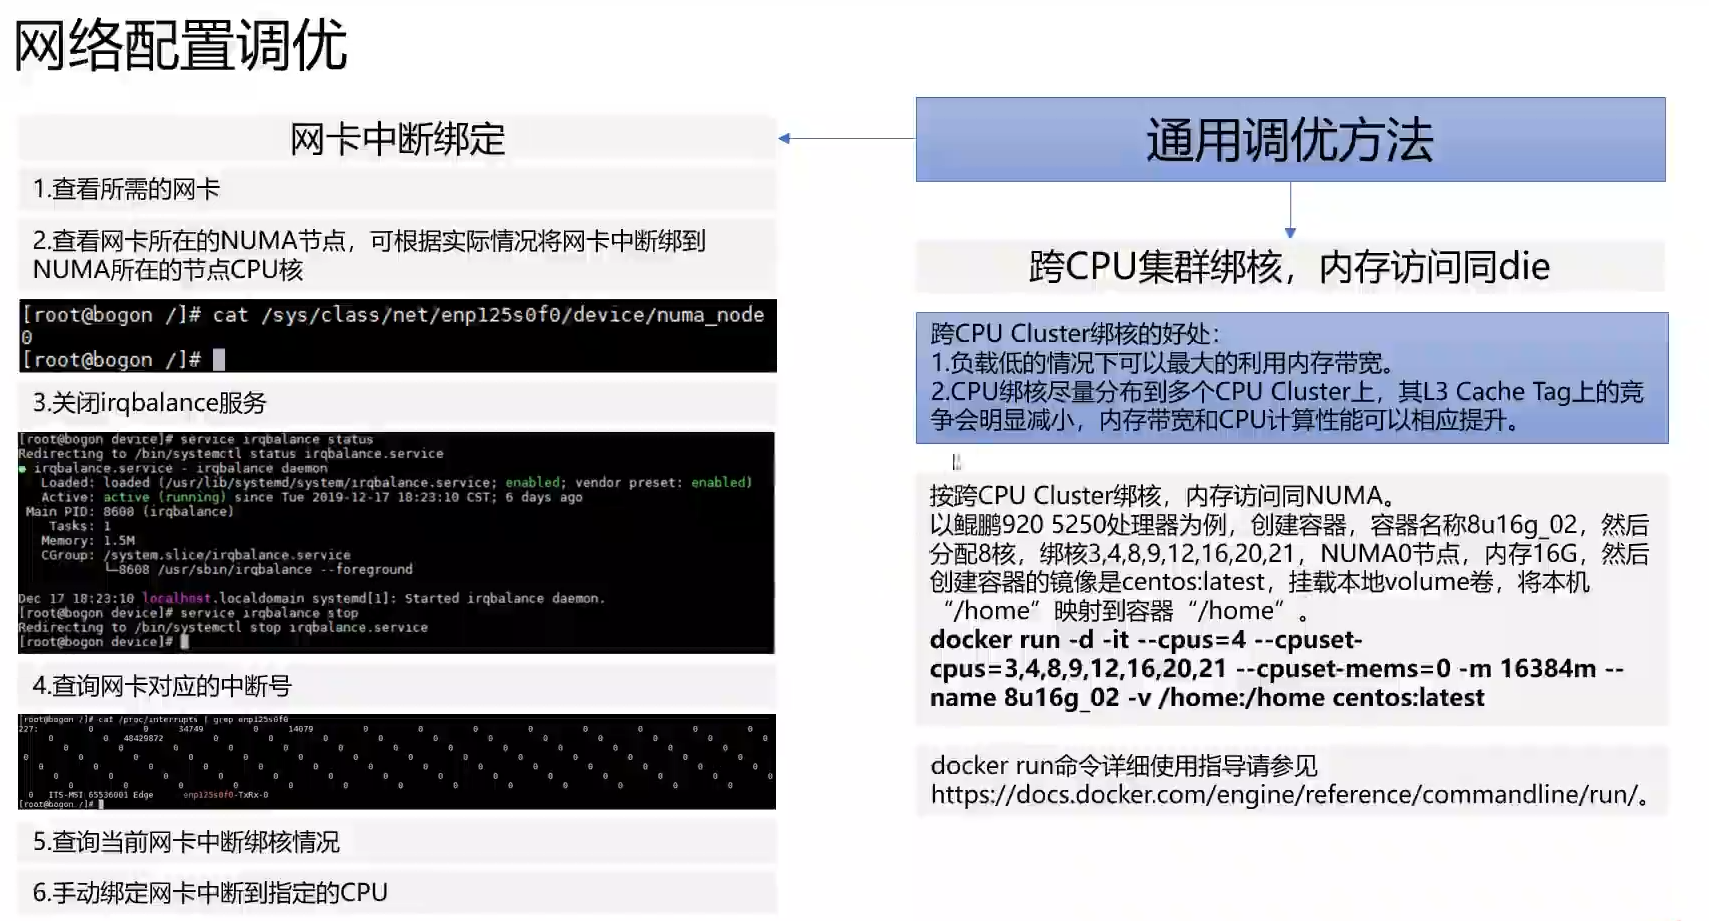 网络配置调优
网卡中断绑定
1.查看所需的网卡
2.查看网卡所在的NUMA节点，可根据实际情况将网卡中断绑到
NUMA所在的节点CPU核
[root@bogon /]# cat /sys/class/net/enp125s0f0/device/numa_node
0
[root@bogon /]#
3.关闭irqbalance服务
[root@bogon device]# service irqbalance status
Redirecting to /bin/systemctl status irqbalance.service
● irqbalance.service - irqbalance daemon
Loaded: loaded (/usr/lib/systemd/system/irqbalance.service; enabled; vendor preset: enabled)
Active: active (running) since Tue 2019-12-17 18:23:10 CST; 6 days ago
Main PID: 8608 (irqbalance)
Tasks: 1
Memory: 1.5M
CGroup: /system.slice/irqbalance.service
└─8608 /usr/sbin/irqbalance --foreground
Dec 17 18:23:10 localhost.localdomain systemd[1]: Started irqbalance daemon.
[root@bogon device]# service irqbalance stop
Redirecting to /bin/systemctl stop irqbalance.service
[root@bogon device]#
4.查询网卡对应的中断号
[root@bogon /]# cat /proc/interrupts | grep enp125s0f0
227: 0 0 34749 0 14079 0 0 0 0 0 0 0 0
0 0 48429872 0 0 0 0 0 0 0 0 0
0 ITS-MSI 65536001 Edge enp125s0f0-TxRx-0
[root@bogon /]#
5.查询当前网卡中断绑核情况
6.手动绑定网卡中断到指定的CPU
通用调优方法
跨CPU集群绑核，内存访问同die
跨CPU Cluster绑核的好处：
1.负载低的情况下可以最大的利用内存带宽。
2.CPU绑核尽量分布到多个CPU Cluster上，其L3 Cache Tag上的竞
争会明显减小，内存带宽和CPU计算性能可以相应提升。
按跨CPU Cluster绑核，内存访问同NUMA。
以鲲鹏920 5250处理器为例，创建容器，容器名称8u16g_02，然后
分配8核，绑核3,4,8,9,12,16,20,21，NUMA0节点，内存16G，然后
创建容器的镜像是centos:latest，挂载本地volume卷，将本机
“/home”映射到容器“/home”。
docker run -d -it --cpus=4 --cpuset-
cpus=3,4,8,9,12,16,20,21 --cpuset-mems=0 -m 16384m --
name 8u16g_02 -v /home:/home centos:latest
docker run命令详细使用指导请参见
https://docs.docker.com/engine/reference/commandline/run/。